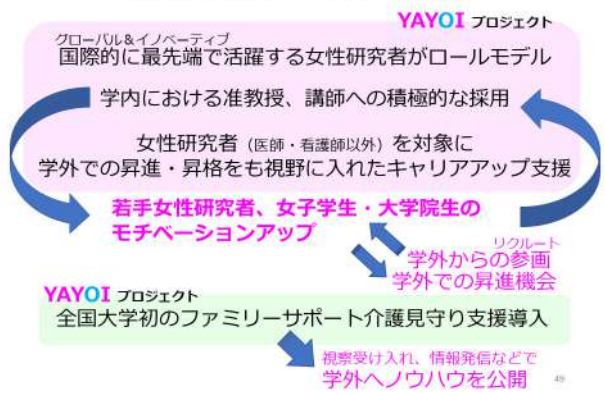 YAYOI プロジェクト
グローバル&イノベーティブ
国際的に最先端で活躍する女性研究者がロールモデル
学内における准教授、講師への積極的な採用
女性研究者（医師・看護師以外）を対象に
学外での昇進・昇格をも視野に入れたキャリアアップ支援
若手女性研究者、女子学生・大学院生の
モチベーションアップ
リクルート
学外からの参画
学外での昇進機会
YAYOI プロジェクト
全国大学初のファミリーサポート介護見守り支援導入
視察受け入れ、情報発信などで
学外へノウハウを公開
49